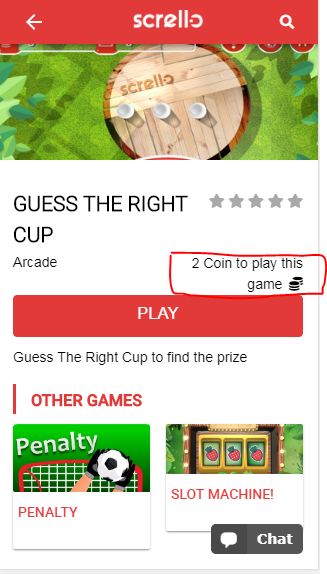 scrello
scrello
GUESS THE RIGHT
CUP
Arcade
2 Coin to play this
game
PLAY
Guess The Right Cup to find the prize
OTHER GAMES
Penalty
PENALTY
SLOT MACHINE!
Chat